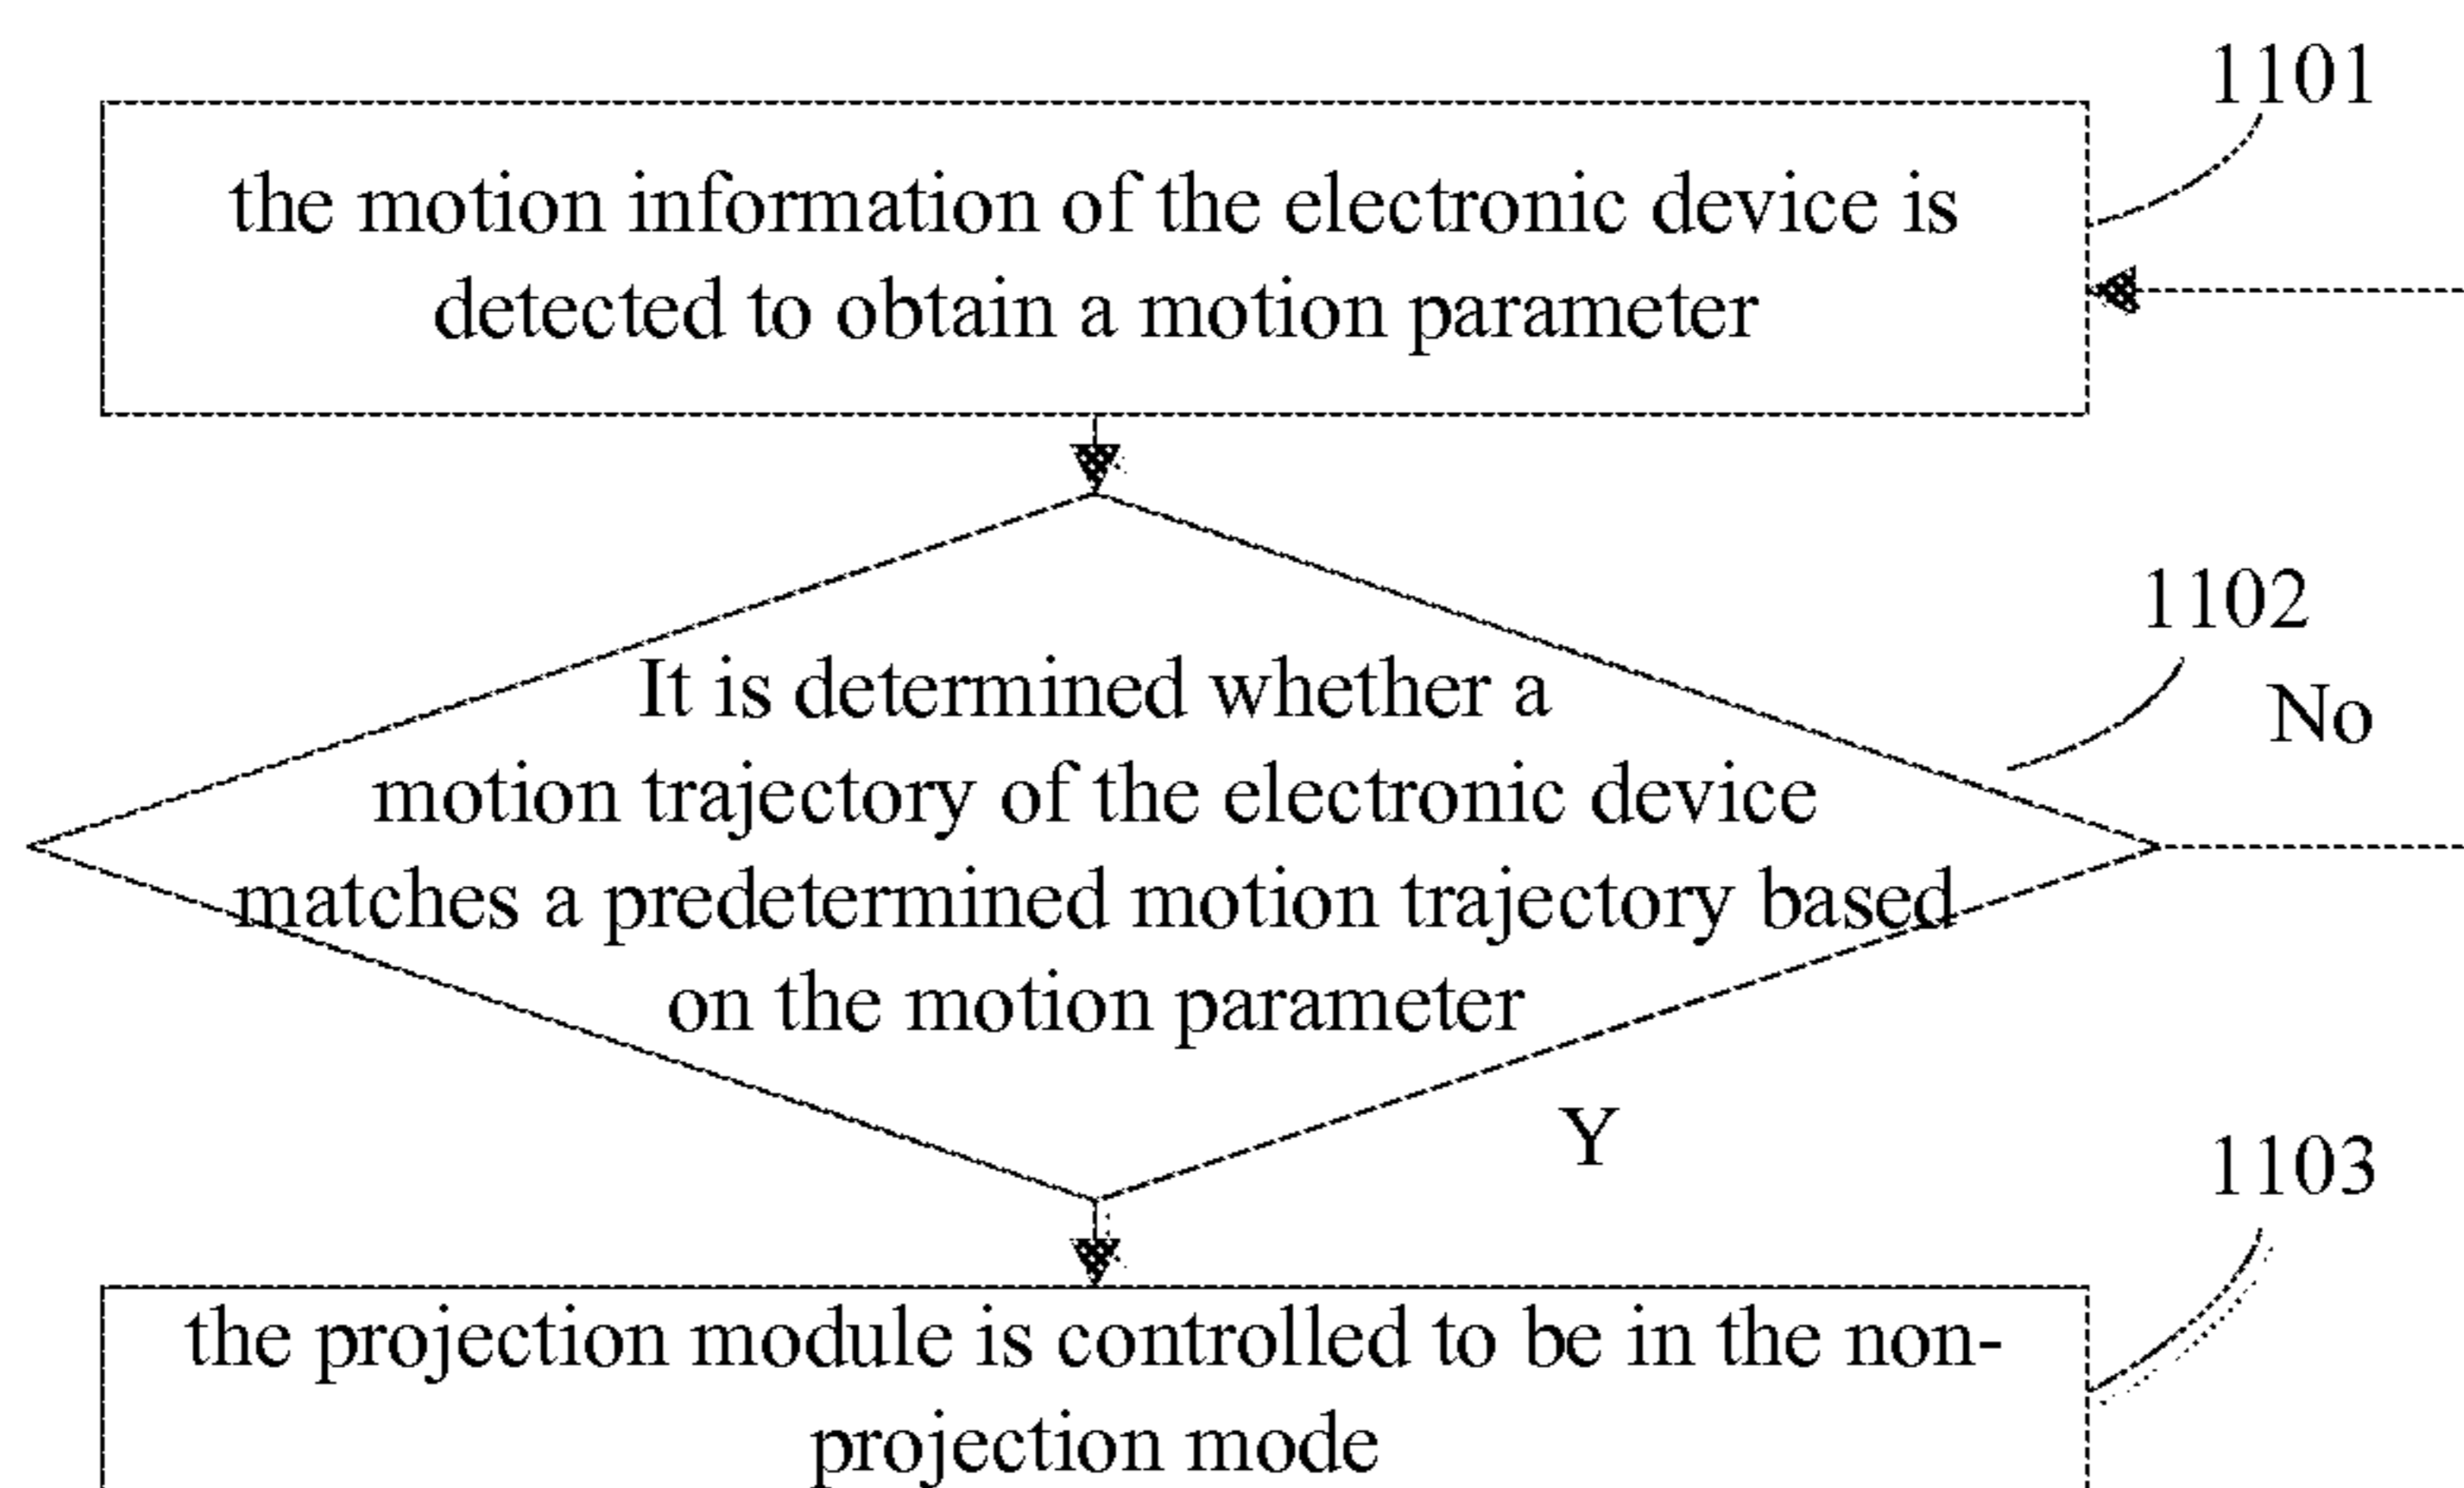 1101
the motion information of the electronic device is
detected to obtain a motion parameter
1102
No
It is determined whether a
motion trajectory of the electronic device
matches a predetermined motion trajectory based
on the motion parameter
Y
1103
the projection module is controlled to be in the non-
projection mode